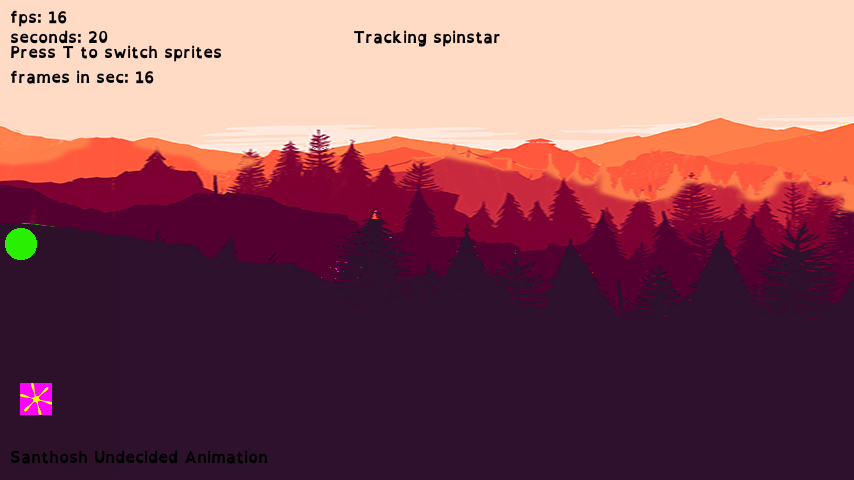 fps: 16
seconds: 20
Tracking spinstar
Press T to switch sprites
frames in sec: 16
Santhosh Undecided Animation